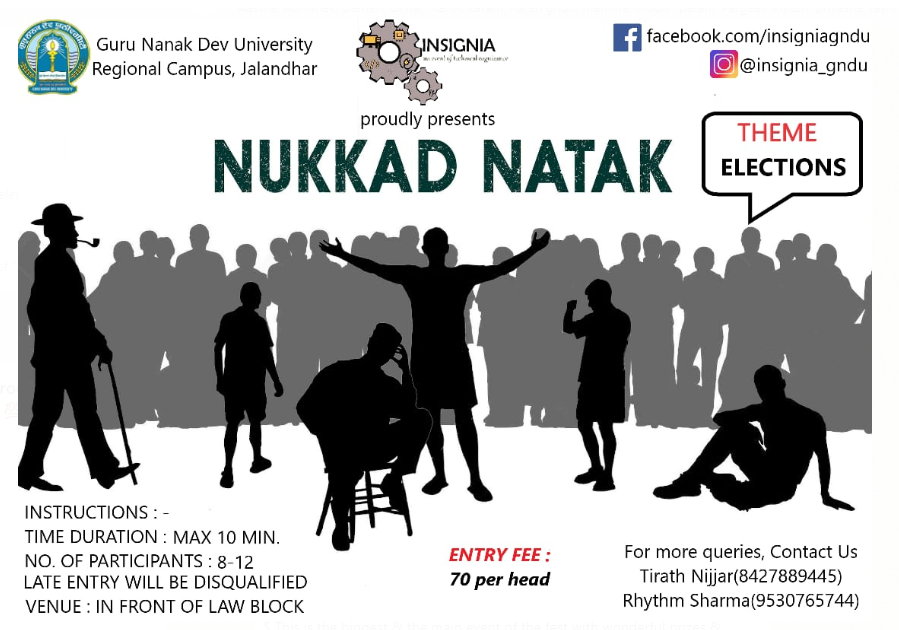 Guru Nanak Dev University
Regional Campus, Jalandhar
INSIGNIA
proudly presents
facebook.com/insigniagndu
@insignia_gndu
NUKKAD NATAK
THEME
ELECTIONS
INSTRUCTIONS : -
TIME DURATION : MAX 10 MIN.
NO. OF PARTICIPANTS : 8-12
LATE ENTRY WILL BE DISQUALIFIED
VENUE : IN FRONT OF LAW BLOCK
ENTRY FEE :
70 per head
For more queries, Contact Us
Tirath Nijjar(8427889445)
Rhythm Sharma(9530765744)